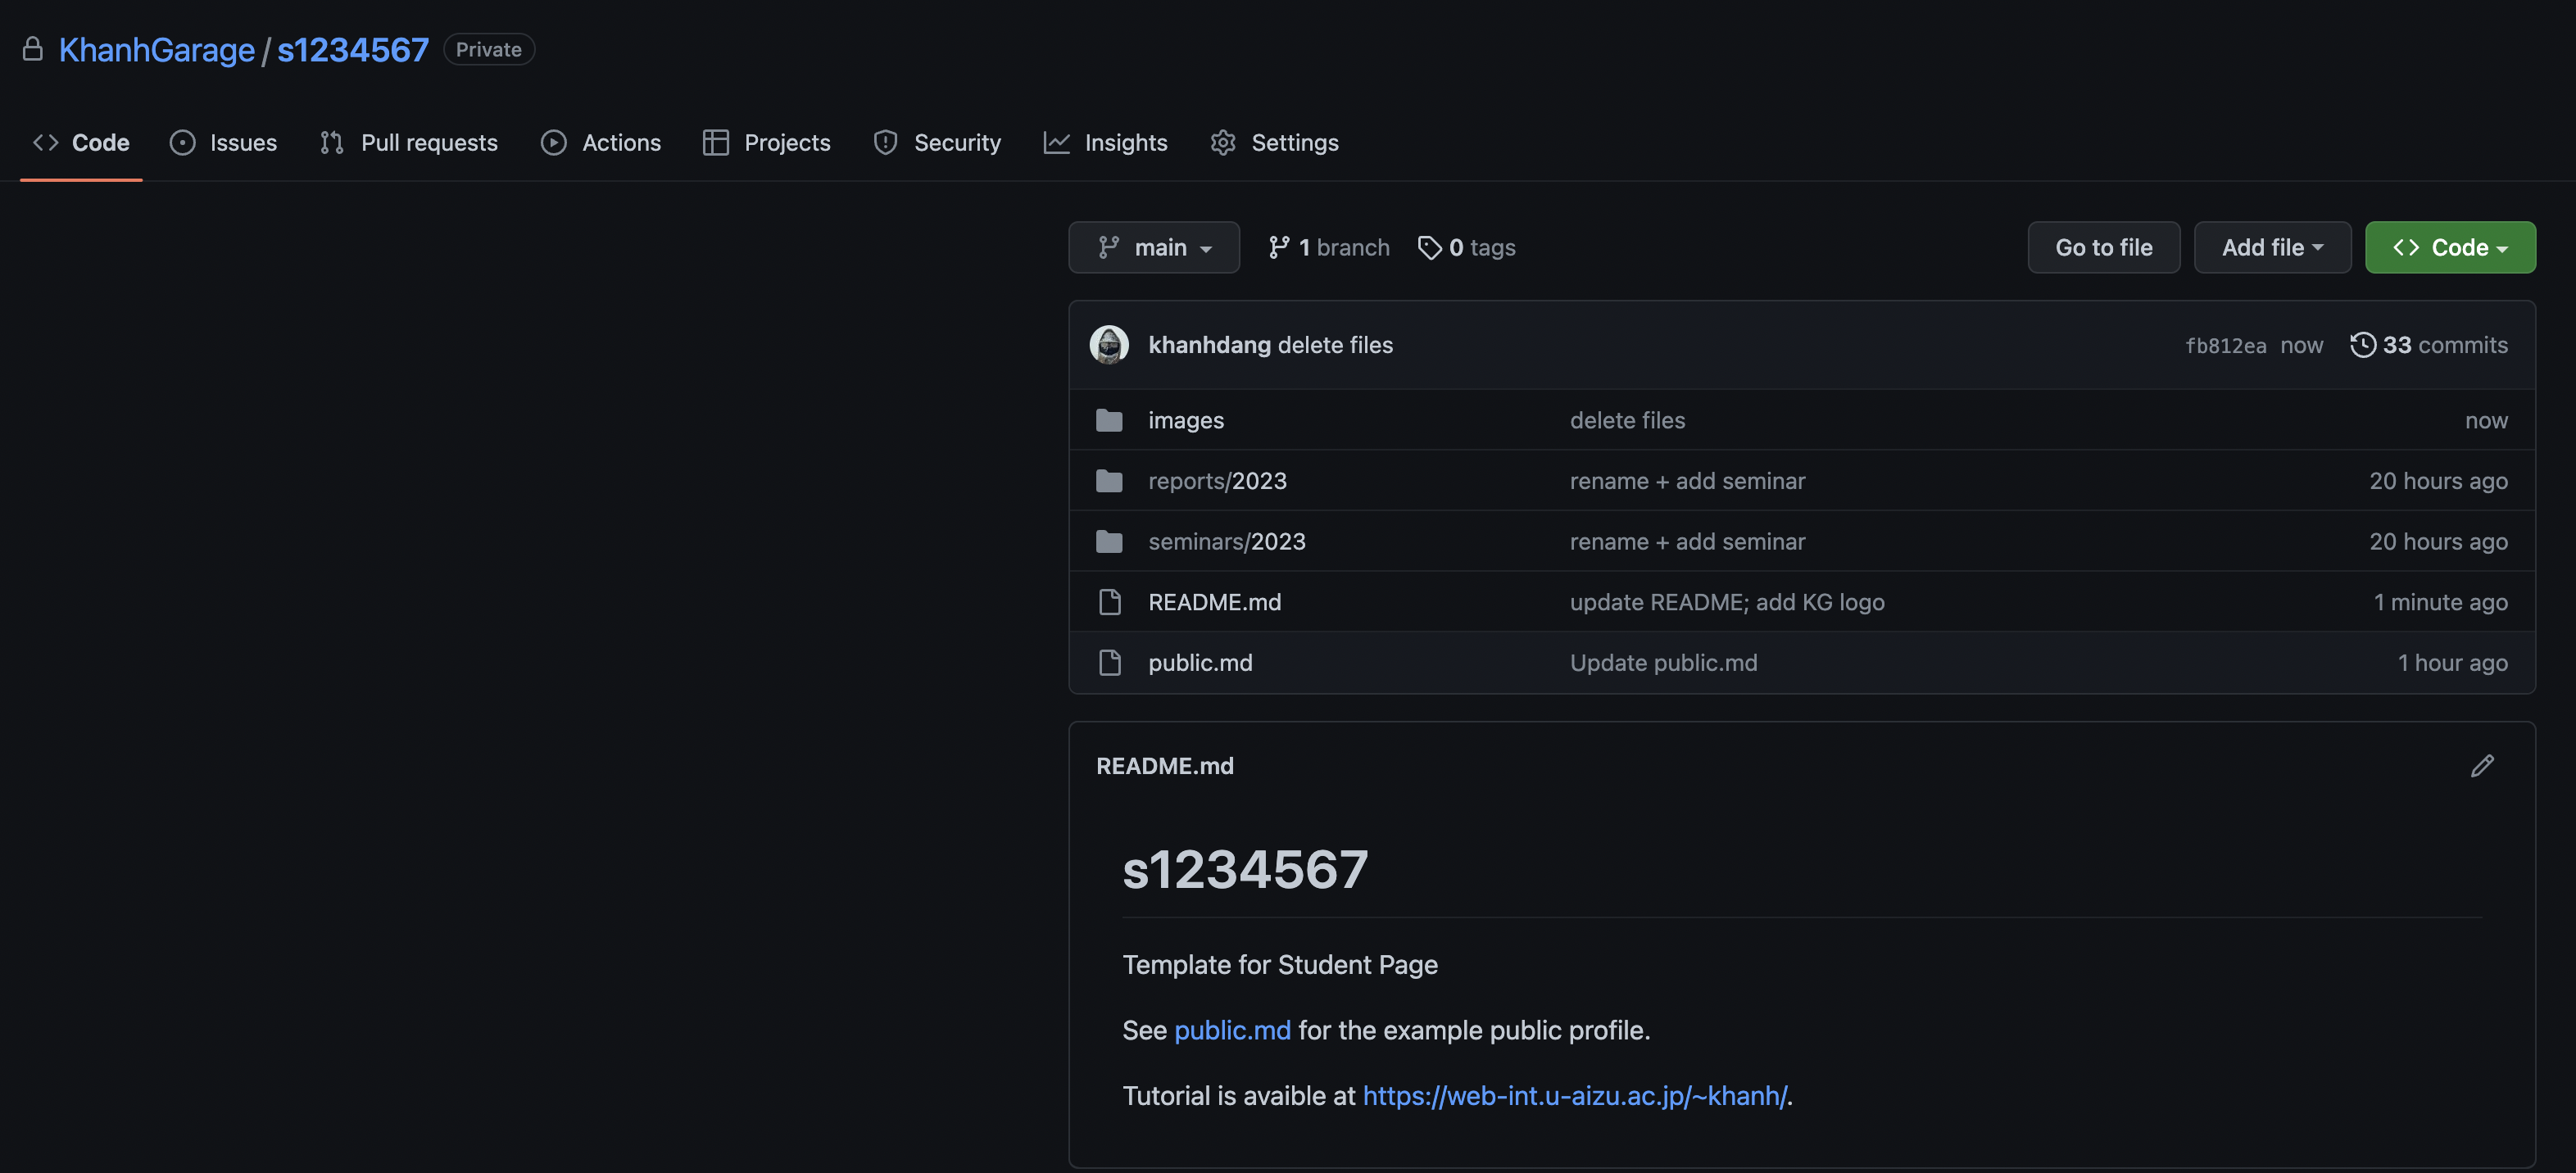 KhanhGarage / s1234567 Private
Code Issues Pull requests Actions Projects Security Insights Settings
main 1 branch 0 tags Go to file Add file Code
khanhdang delete files fb812ea now 33 commits
images delete files now
reports/2023 rename + add seminar 20 hours ago
seminars/2023 rename + add seminar 20 hours ago
README.md update README; add KG logo 1 minute ago
public.md Update public.md 1 hour ago
README.md
s1234567
Template for Student Page
See public.md for the example public profile.
Tutorial is avaible at https://web-int.u-aizu.ac.jp/~khanh/.